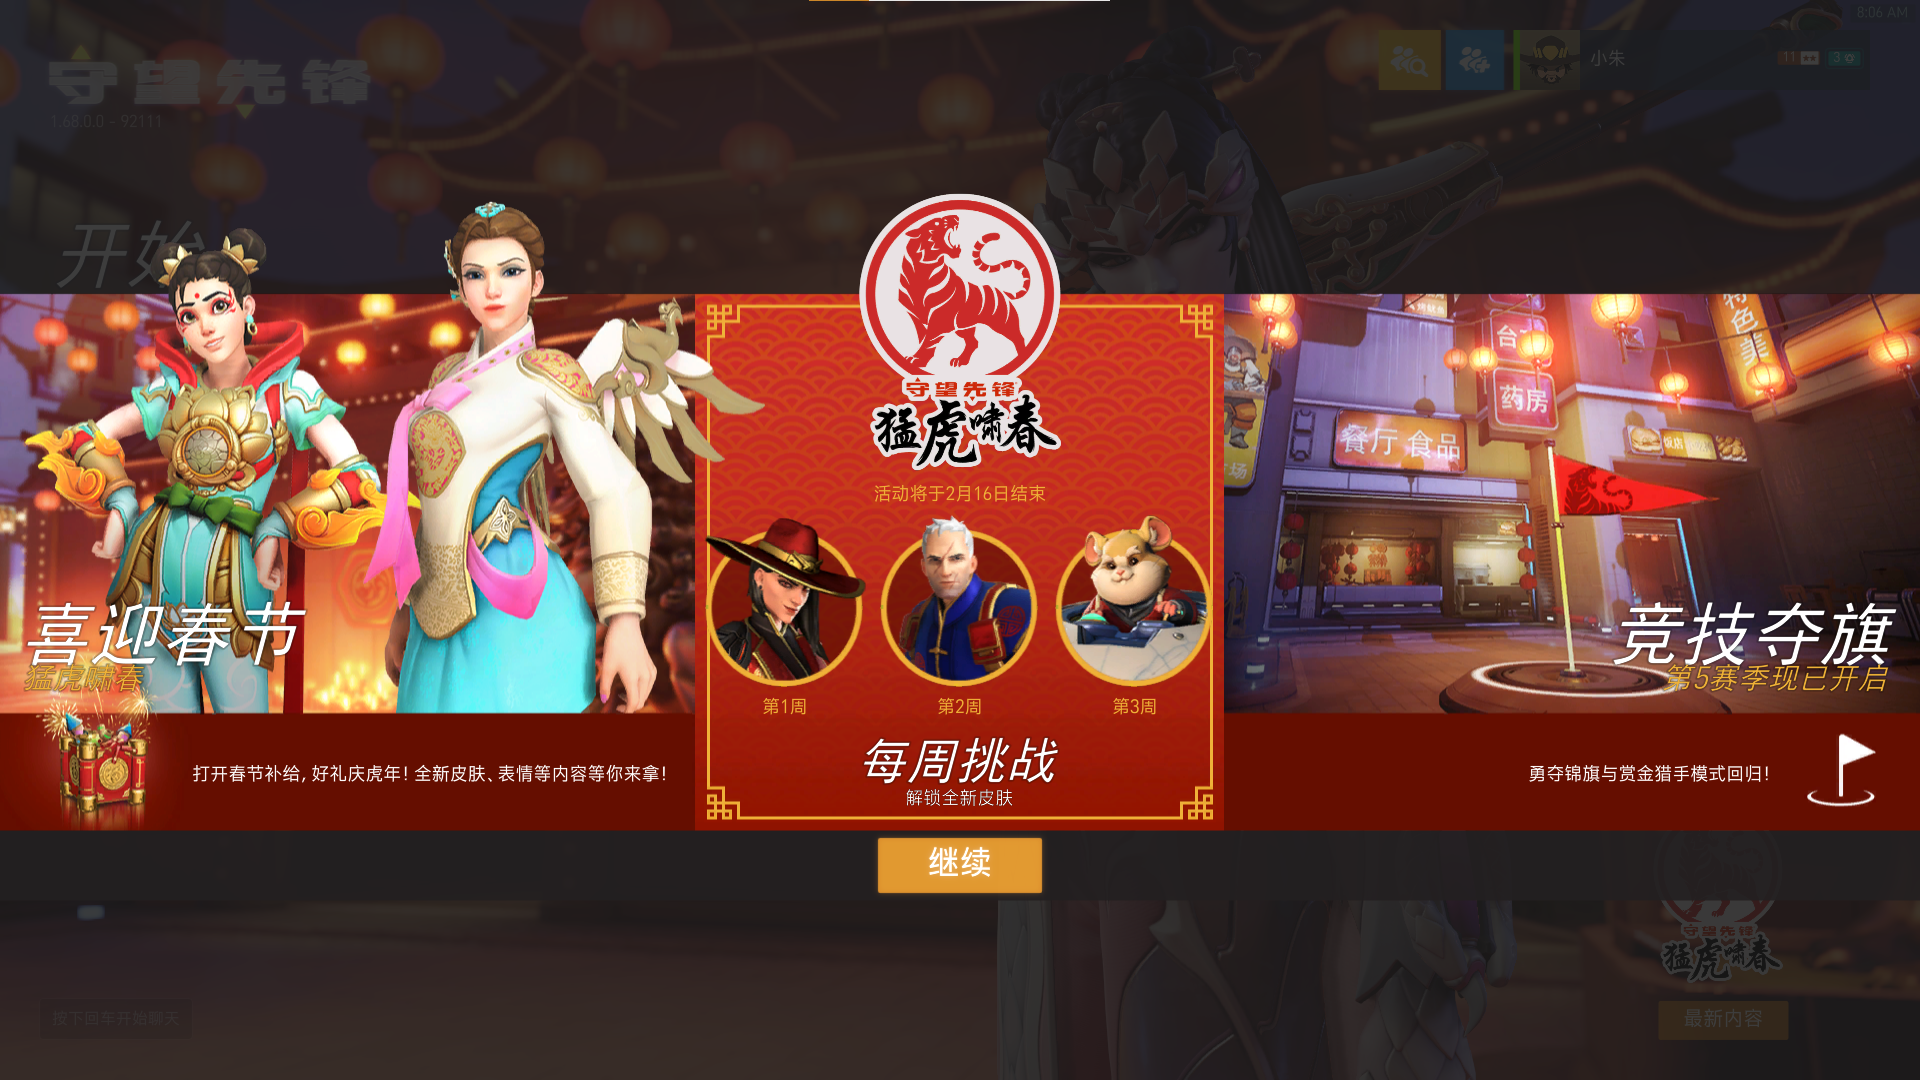 8:06 AM
守望先锋
小朱
11
3
1.68.0.0 - 92111
开始
守望先锋
猛虎啸春
活动将于2月16日结束
药房
餐厅 食品
喜迎春节
猛虎啸春
竞技夺旗
第5赛季现已开启
第1周
第2周
第3周
每周挑战
解锁全新皮肤
打开春节补给，好礼庆虎年！全新皮肤、表情等内容等你来拿！
勇夺锦旗与赏金猎手模式回归！
继续
守望先锋
猛虎啸春
按下回车开始聊天
最新内容